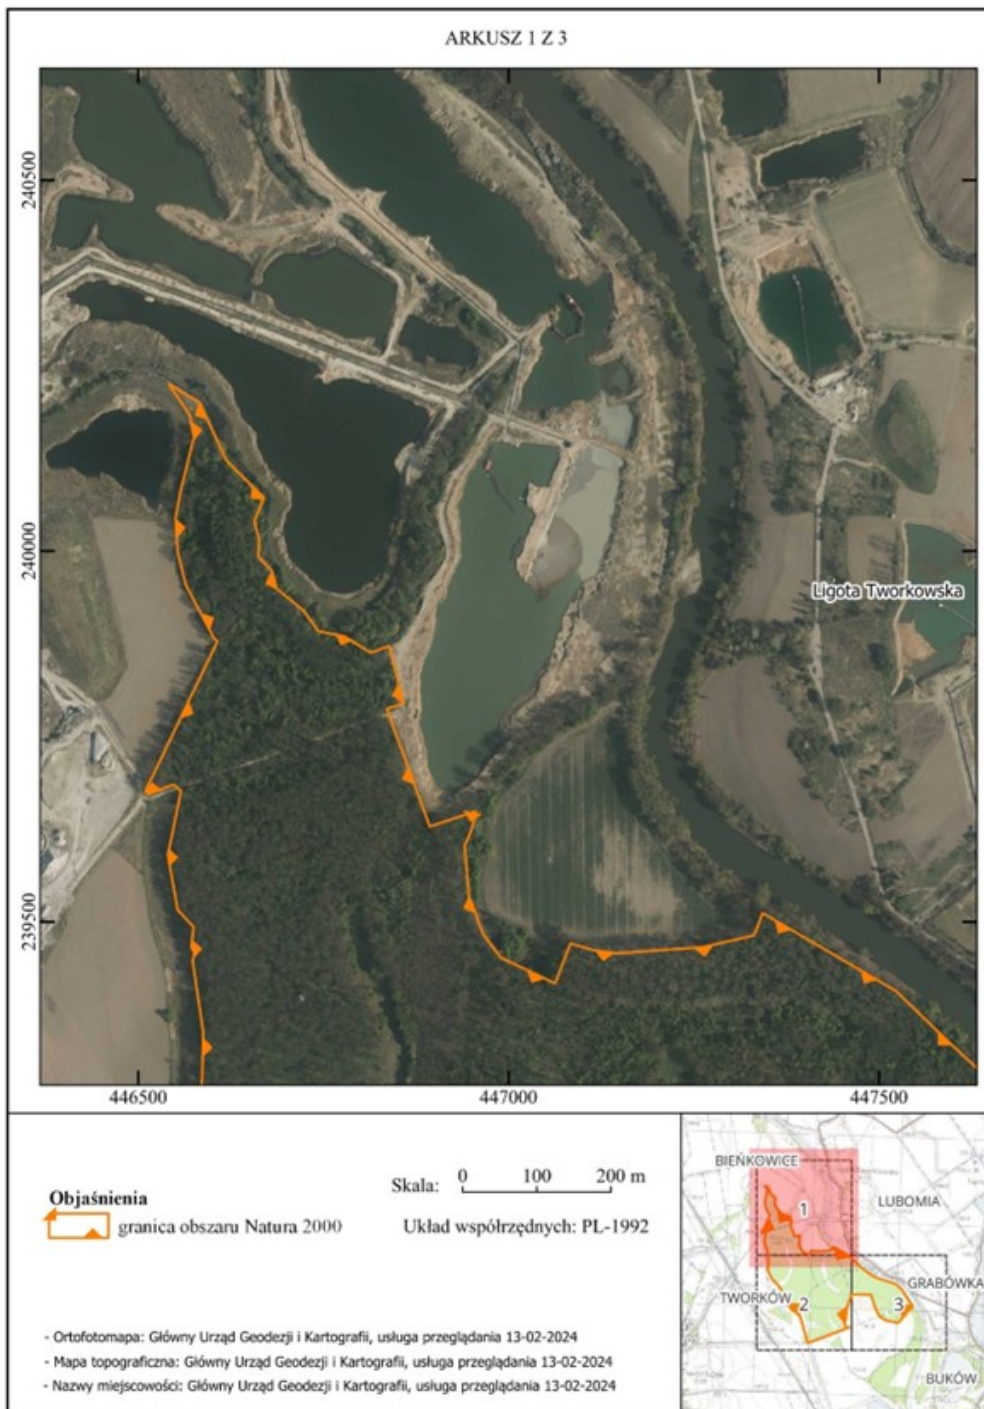 ARKUSZ 1 Z 3
240500
240000
239500
Ligota Tworkowska
446500
447000
447500
Objaśnienia
granica obszaru Natura 2000
Skala:
0 100 200 m
Układ współrzędnych: PL-1992
- Ortofotomapa: Główny Urząd Geodezji i Kartografii, usługa przeglądania 13-02-2024
- Mapa topograficzna: Główny Urząd Geodezji i Kartografii, usługa przeglądania 13-02-2024
- Nazwy miejscowości: Główny Urząd Geodezji i Kartografii, usługa przeglądania 13-02-2024
BIEŃKOWICE
1
LUBOMIA
GRABÓWKA
TWORKÓW
2
3
BUKÓW